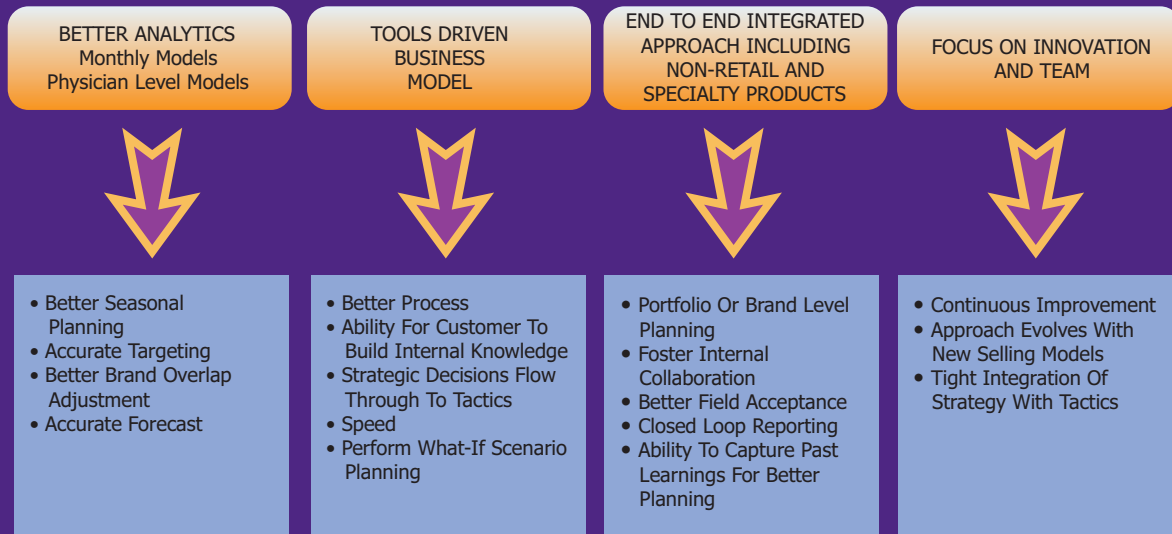 BETTER ANALYTICS
Monthly Models
Physician Level Models
TOOLS DRIVEN
BUSINESS
MODEL
END TO END INTEGRATED
APPROACH INCLUDING
NON-RETAIL AND
SPECIALTY PRODUCTS
FOCUS ON INNOVATION
AND TEAM
• Better Seasonal
Planning
• Accurate Targeting
• Better Brand Overlap
Adjustment
• Accurate Forecast
• Better Process
• Ability For Customer To
Build Internal Knowledge
• Strategic Decisions Flow
Through To Tactics
• Speed
• Perform What-If Scenario
Planning
• Portfolio Or Brand Level
Planning
• Foster Internal
Collaboration
• Better Field Acceptance
• Closed Loop Reporting
• Ability To Capture Past
Learnings For Better
Planning
• Continuous Improvement
• Approach Evolves With
New Selling Models
• Tight Integration Of
Strategy With Tactics